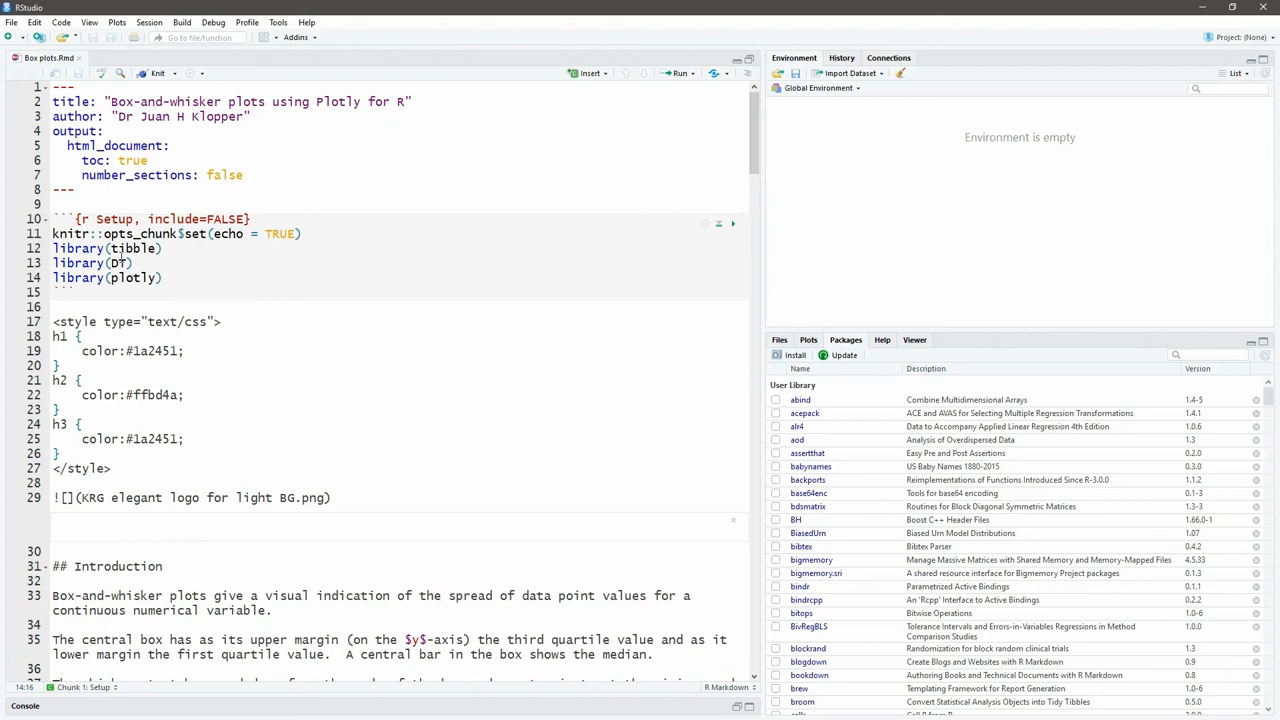 RStudio
File Edit Code View Plots Session Build Debug Profile Tools Help
Go to file/function Addins Project: (None)
Box plots.Rmd
Knit Insert Run
1 ---
2 title: "Box-and-whisker plots using Plotly for R"
3 author: "Dr Juan H Klopper"
4 output:
5 html_document:
6 toc: true
7 number_sections: false
8 ---
9
10 ```{r Setup, include=FALSE}
11 knitr::opts_chunk$set(echo = TRUE)
12 library(tibble)
13 library(DT)
14 library(plotly)
15 ```
16
17 <style type="text/css">
18 h1 {
19 color:#1a2451;
20 }
21 h2 {
22 color:#ffbd4a;
23 }
24 h3 {
25 color:#1a2451;
26 }
27 </style>
28
29 ![](KRG elegant logo for light BG.png)
30
31 ## Introduction
32
33 Box-and-whisker plots give a visual indication of the spread of data point values for a
continuous numerical variable.
34
35 The central box has as its upper margin (on the $y$-axis) the third quartile value and as it
lower margin the first quartile value. A central bar in the box shows the median.
36
14:16 Chunk 1: Setup R Markdown
Console
Environment History Connections
Import Dataset List
Global Environment
Environment is empty
Files Plots Packages Help Viewer
Install Update
Name Description Version
User Library
abind Combine Multidimensional Arrays 1.4-5
acepack ACE and AVAS for Selecting Multiple Regression Transformations 1.4.1
alr4 Data to Accompany Applied Linear Regression 4th Edition 1.0.6
aod Analysis of Overdispersed Data 1.3
assertthat Easy Pre and Post Assertions 0.2.0
babynames US Baby Names 1880-2015 0.3.0
backports Reimplementations of Functions Introduced Since R-3.0.0 1.1.2
base64enc Tools for base64 encoding 0.1-3
bdsmatrix Routines for Block Diagonal Symmetric Matrices 1.3-3
BH Boost C++ Header Files 1.66.0-1
BiasedUrn Biased Urn Model Distributions 1.07
bibtex Bibtex Parser 0.4.2
bigmemory Manage Massive Matrices with Shared Memory and Memory-Mapped Files 4.5.33
bigmemory.sri A shared resource interface for Bigmemory Project packages 0.1.3
bindr Parametrized Active Bindings 0.1.1
bindrcpp An 'Rcpp' Interface to Active Bindings 0.2.2
bitops Bitwise Operations 1.0-6
BivRegBLS Tolerance Intervals and Errors-in-Variables Regressions in Method 1.0.0
Comparison Studies
blockrand Randomization for block random clinical trials 1.3
blogdown Create Blogs and Websites with R Markdown 0.9
bookdown Authoring Books and Technical Documents with R Markdown 0.8
brew Templating Framework for Report Generation 1.0-6
broom Convert Statistical Analysis Objects into Tidy Tibbles 0.5.0